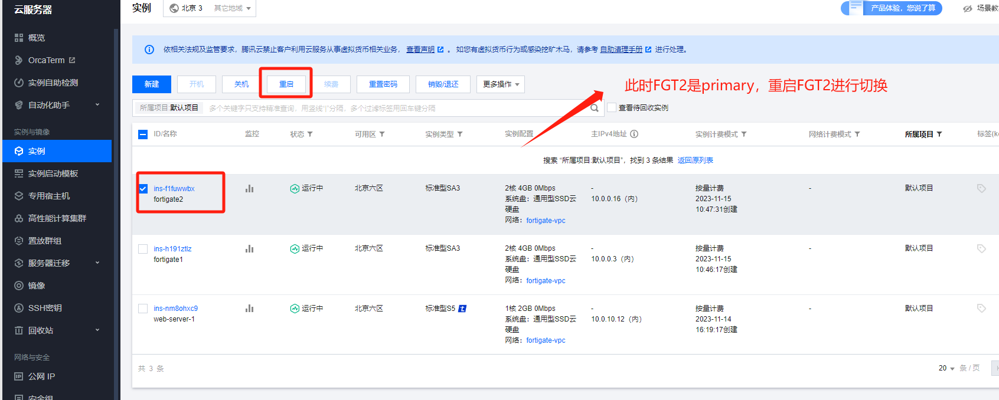 云服务器
实例
北京 3
其它地域
产品体验，您说了算
场景教
概览
OrcaTerm
实例自助检测
自动化助手
实例与镜像
实例
实例启动模板
专用宿主机
高性能计算集群
置放群组
服务器迁移
镜像
SSH密钥
回收站
网络与安全
公网 IP
安全组
依相关法规及监管要求，腾讯云禁止客户利用云服务从事虚拟货币相关业务， 查看声明 。 如您有虚拟货币行为或感染挖矿木马，请参考 自助清理手册 进行处理。
新建 开机 关机 重启 续费 重置密码 销毁/退还 更多操作
此时FGT2是primary，重启FGT2进行切换
所属项目:默认项目 多个关键字只支持精准查询，用竖线“|”分隔，多个过滤标签用回车键分隔
查看待回收实例
ID/名称 监控 状态 可用区 实例类型 实例配置 主IPv4地址 实例计费模式 网络计费模式 所属项目 标签(k
搜索 “所属项目:默认项目”，找到 3 条结果 返回原列表
ins-f1fuwwbx 运行中 北京六区 标准型SA3 2核 4GB 0Mbps - 按量计费 - 默认项目
fortigate2 系统盘：通用型SSD云 10.0.0.16（内） 2023-11-15
硬盘 10:47:31创建
网络：fortigate-vpc
ins-h191ztlz 运行中 北京六区 标准型SA3 2核 4GB 0Mbps - 按量计费 - 默认项目
fortigate1 系统盘：通用型SSD云 10.0.0.3（内） 2023-11-15
硬盘 10:46:17创建
网络：fortigate-vpc
ins-nm8ohxc9 运行中 北京六区 标准型S5 1核 2GB 0Mbps - 按量计费 - 默认项目
web-server-1 系统盘：通用型SSD云 10.0.10.12（内） 2023-11-14
硬盘 16:19:17创建
网络：fortigate-vpc
共 3 条
20 条 / 页